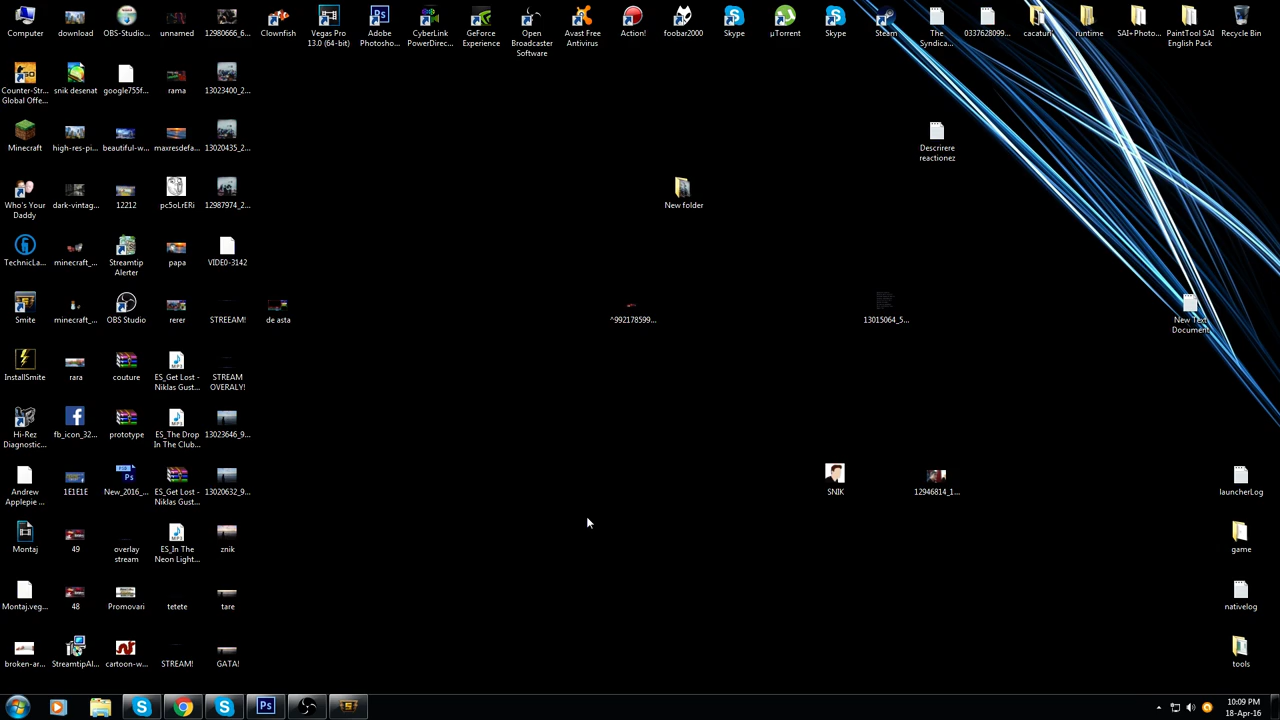 Computer
download
OBS-Studio...
unnamed
12980666_6...
Clownfish
Vegas Pro
13.0 (64-bit)
Adobe
Photosho...
CyberLink
PowerDirec...
GeForce
Experience
Open
Broadcaster
Software
Avast Free
Antivirus
Action!
foobar2000
Skype
µTorrent
Skype
Steam
The
Syndica...
0337628099...
cacaturi
runtime
SAI+Photo...
PaintTool SAI
English Pack
Recycle Bin
Counter-Str...
Global Offe...
snik desenat
google755f...
rama
13023400_2...
Minecraft
high-res-pi...
beautiful-w...
maxresdefa...
13020435_2...
Descrirere
reactionez
Who's Your
Daddy
dark-vintag...
12212
pc5oLrERi
12987974_2...
New folder
TechnicLa...
minecraft_...
Streamtip
Alerter
papa
VIDE0-3142
Smite
minecraft_...
OBS Studio
rerer
STREEAM!
de asta
^992178599...
13015064_5...
New Text
Document
InstallSmite
rara
couture
ES_Get Lost -
Niklas Gust...
STREAM
OVERALY!
Hi-Rez
Diagnostic...
fb_icon_32...
prototype
ES_The Drop
In The Club...
13023646_9...
Andrew
Applepie ...
1E1E1E
New_2016_...
ES_Get Lost -
Niklas Gust...
13020632_9...
SNIK
12946814_1...
launcherLog
Montaj
49
overlay
stream
ES_In The
Neon Light...
znik
game
Montaj.veg...
48
Promovari
tetete
tare
nativelog
broken-ar...
StreamtipAl...
cartoon-w...
STREAM!
GATA!
tools
10:09 PM
18-Apr-16